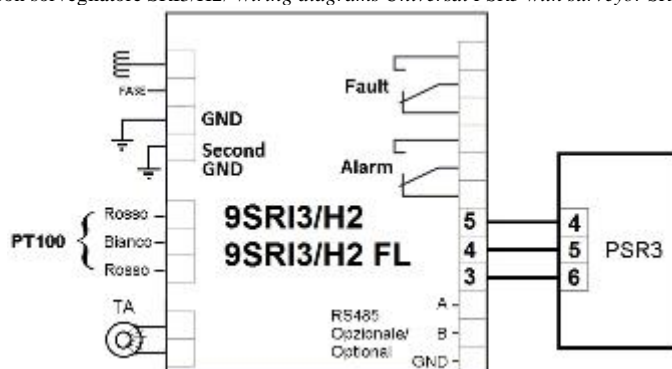 FASE
GND
Second
GND
Fault
Alarm
9SRI3/H2
9SRI3/H2 FL
PT100
Rosso
Bianco
Rosso
TA
RS485
Opzionale/
Optional
A
B
GND
5
4
3
4
5
6
PSR3